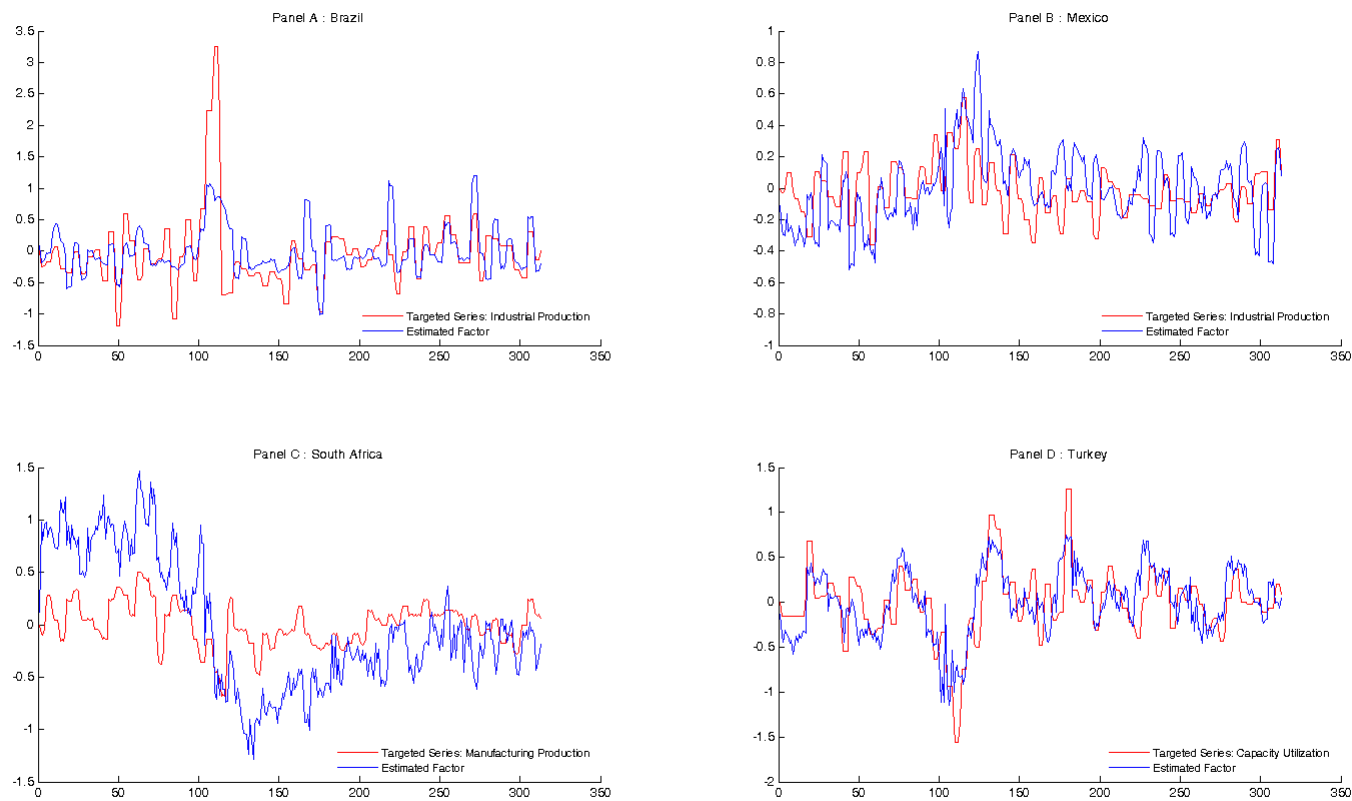 Panel A : Brazil
3.5
3
2.5
2
1.5
1
0.5
0
-0.5
-1
-1.5
0 50 100 150 200 250 300 350
Targeted Series: Industrial Production
Estimated Factor
Panel B : Mexico
1
0.8
0.6
0.4
0.2
0
-0.2
-0.4
-0.6
-0.8
-1
0 50 100 150 200 250 300 350
Targeted Series: Industrial Production
Estimated Factor
Panel C : South Africa
1.5
1
0.5
0
-0.5
-1
-1.5
0 50 100 150 200 250 300 350
Targeted Series: Manufacturing Production
Estimated Factor
Panel D : Turkey
1.5
1
0.5
0
-0.5
-1
-1.5
-2
0 50 100 150 200 250 300 350
Targeted Series: Capacity Utilization
Estimated Factor